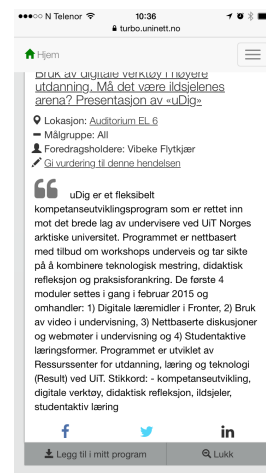 N Telenor 10:36
turbo.uninett.no
Hjem
Bruk av digitale verktøy i høyere
utdanning. Må det være ildsjelenes
arena? Presentasjon av «uDig»
Lokasjon: Auditorium EL 6
Målgruppe: All
Foredragsholdere: Vibeke Flytkjær
Gi vurdering til denne hendelsen
uDig er et fleksibelt
kompetanseutviklingsprogram som er rettet inn
mot det brede lag av undervisere ved UiT Norges
arktiske universitet. Programmet er nettbasert
med tilbud om workshops underveis og tar sikte
på å kombinere teknologisk mestring, didaktisk
refleksjon og praksisforankring. De første 4
moduler settes i gang i februar 2015 og
omhandler: 1) Digitale læremidler i Fronter, 2) Bruk
av video i undervisning, 3) Nettbaserte diskusjoner
og webmøter i undervisning og 4) Studentaktive
læringsformer. Programmet er utviklet av
Ressurssenter for utdanning, læring og teknologi
(Result) ved UiT. Stikkord: - kompetanseutvikling,
digitale verktøy, didaktisk refleksjon, ildsjeler,
studentaktiv læring
Legg til i mitt program Lukk